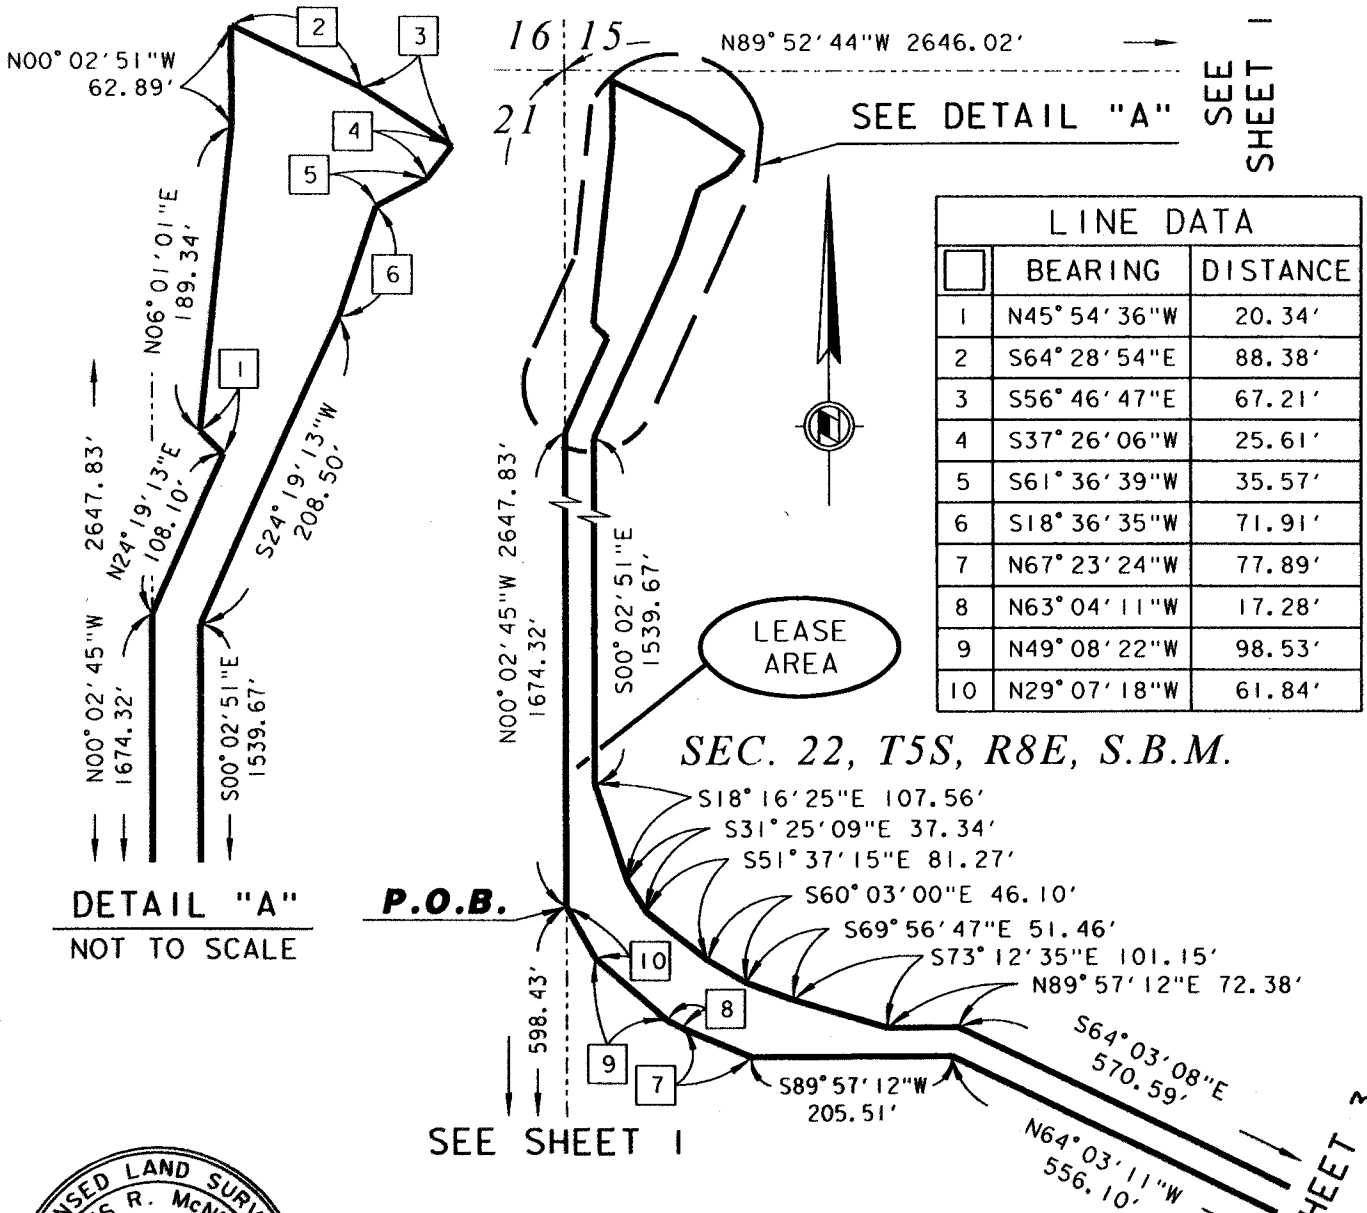 N00°02'51"W
62.89'
2
3
4
5
6
1
N06°01'01"E
189.34'
N24°19'13"E
108.10'
S24°19'13"W
208.50'
2647.83'
N00°02'45"W
1674.32'
S00°02'51"E
1539.67'
DETAIL "A"
NOT TO SCALE
16 15
21
N89°52'44"W 2646.02'
SEE
SHEET 1
SEE DETAIL "A"
LINE DATA
BEARING DISTANCE
1 N45°54'36"W 20.34'
2 S64°28'54"E 88.38'
3 S56°46'47"E 67.21'
4 S37°26'06"W 25.61'
5 S61°36'39"W 35.57'
6 S18°36'35"W 71.91'
7 N67°23'24"W 77.89'
8 N63°04'11"W 17.28'
9 N49°08'22"W 98.53'
10 N29°07'18"W 61.84'
N00°02'45"W 2647.83'
1674.32'
S00°02'51"E
1539.67'
LEASE
AREA
SEC. 22, T5S, R8E, S.B.M.
S18°16'25"E 107.56'
S31°25'09"E 37.34'
S51°37'15"E 81.27'
S60°03'00"E 46.10'
S69°56'47"E 51.46'
S73°12'35"E 101.15'
N89°57'12"E 72.38'
P.O.B.
10
8
9
7
598.43'
S89°57'12"W
205.51'
S64°03'08"E
570.59'
N64°03'11"W
556.10'
SEE SHEET 1
LAND
R.